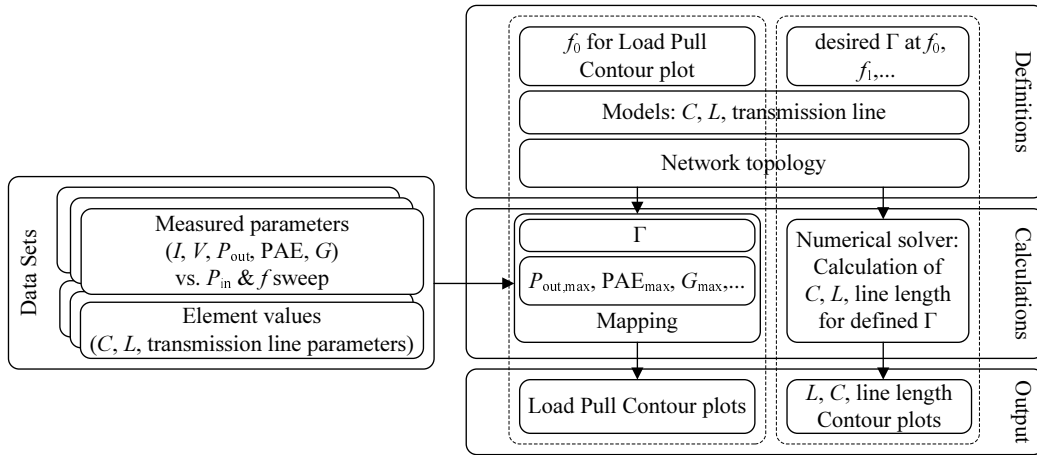 f0 for Load Pull
Contour plot
desired Γ at f0,
f1,...
Models: C, L, transmission line
Network topology
Definitions
Data Sets
Measured parameters
(I, V, Pout, PAE, G)
vs. Pin & f sweep
Element values
(C, L, transmission line parameters)
Γ
Pout,max, PAEmax, Gmax,...
Mapping
Numerical solver:
Calculation of
C, L, line length
for defined Γ
Calculations
Load Pull Contour plots
L, C, line length
Contour plots
Output